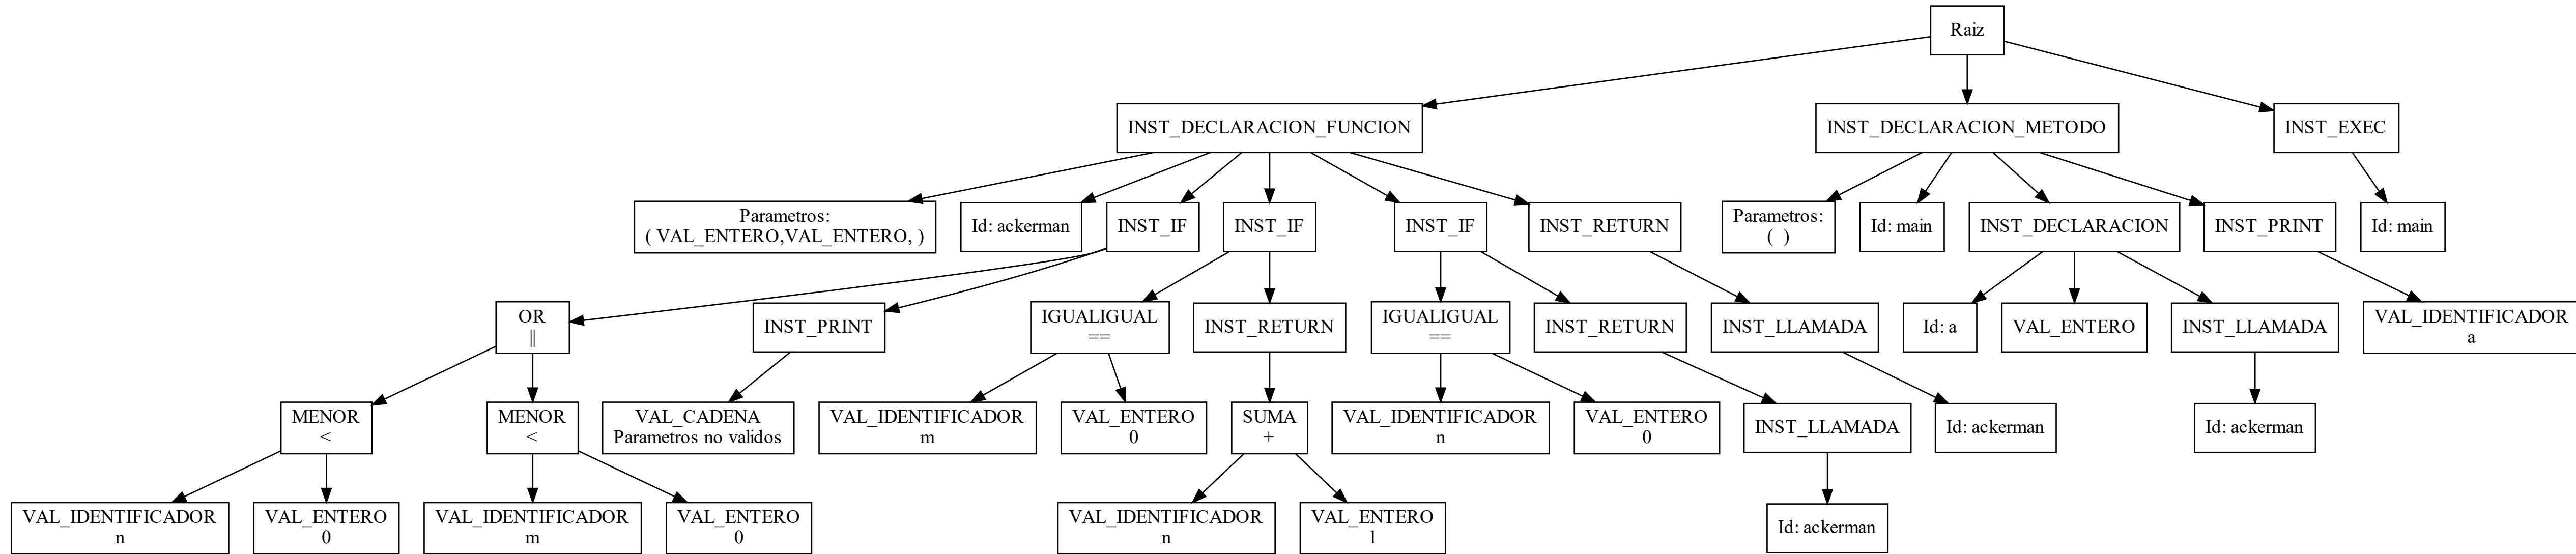 Raiz
INST_DECLARACION_FUNCION
INST_DECLARACION_METODO
INST_EXEC
Parametros:
( VAL_ENTERO,VAL_ENTERO, )
Id: ackerman
INST_IF
INST_IF
INST_IF
INST_RETURN
Parametros:
( )
Id: main
INST_DECLARACION
INST_PRINT
Id: main
OR
||
INST_PRINT
IGUALIGUAL
==
INST_RETURN
IGUALIGUAL
==
INST_RETURN
INST_LLAMADA
Id: a
VAL_ENTERO
INST_LLAMADA
VAL_IDENTIFICADOR
a
MENOR
<
MENOR
<
VAL_CADENA
Parametros no validos
VAL_IDENTIFICADOR
m
VAL_ENTERO
0
SUMA
+
VAL_IDENTIFICADOR
n
VAL_ENTERO
0
INST_LLAMADA
Id: ackerman
Id: ackerman
VAL_IDENTIFICADOR
n
VAL_ENTERO
0
VAL_IDENTIFICADOR
m
VAL_ENTERO
0
VAL_IDENTIFICADOR
n
VAL_ENTERO
1
Id: ackerman